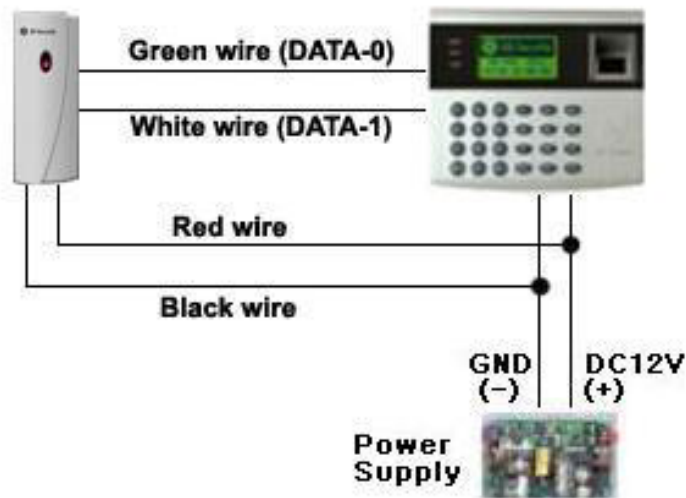 Green wire (DATA-0)
White wire (DATA-1)
Red wire
Black wire
GND DC12V
(-) (+)
Power
Supply